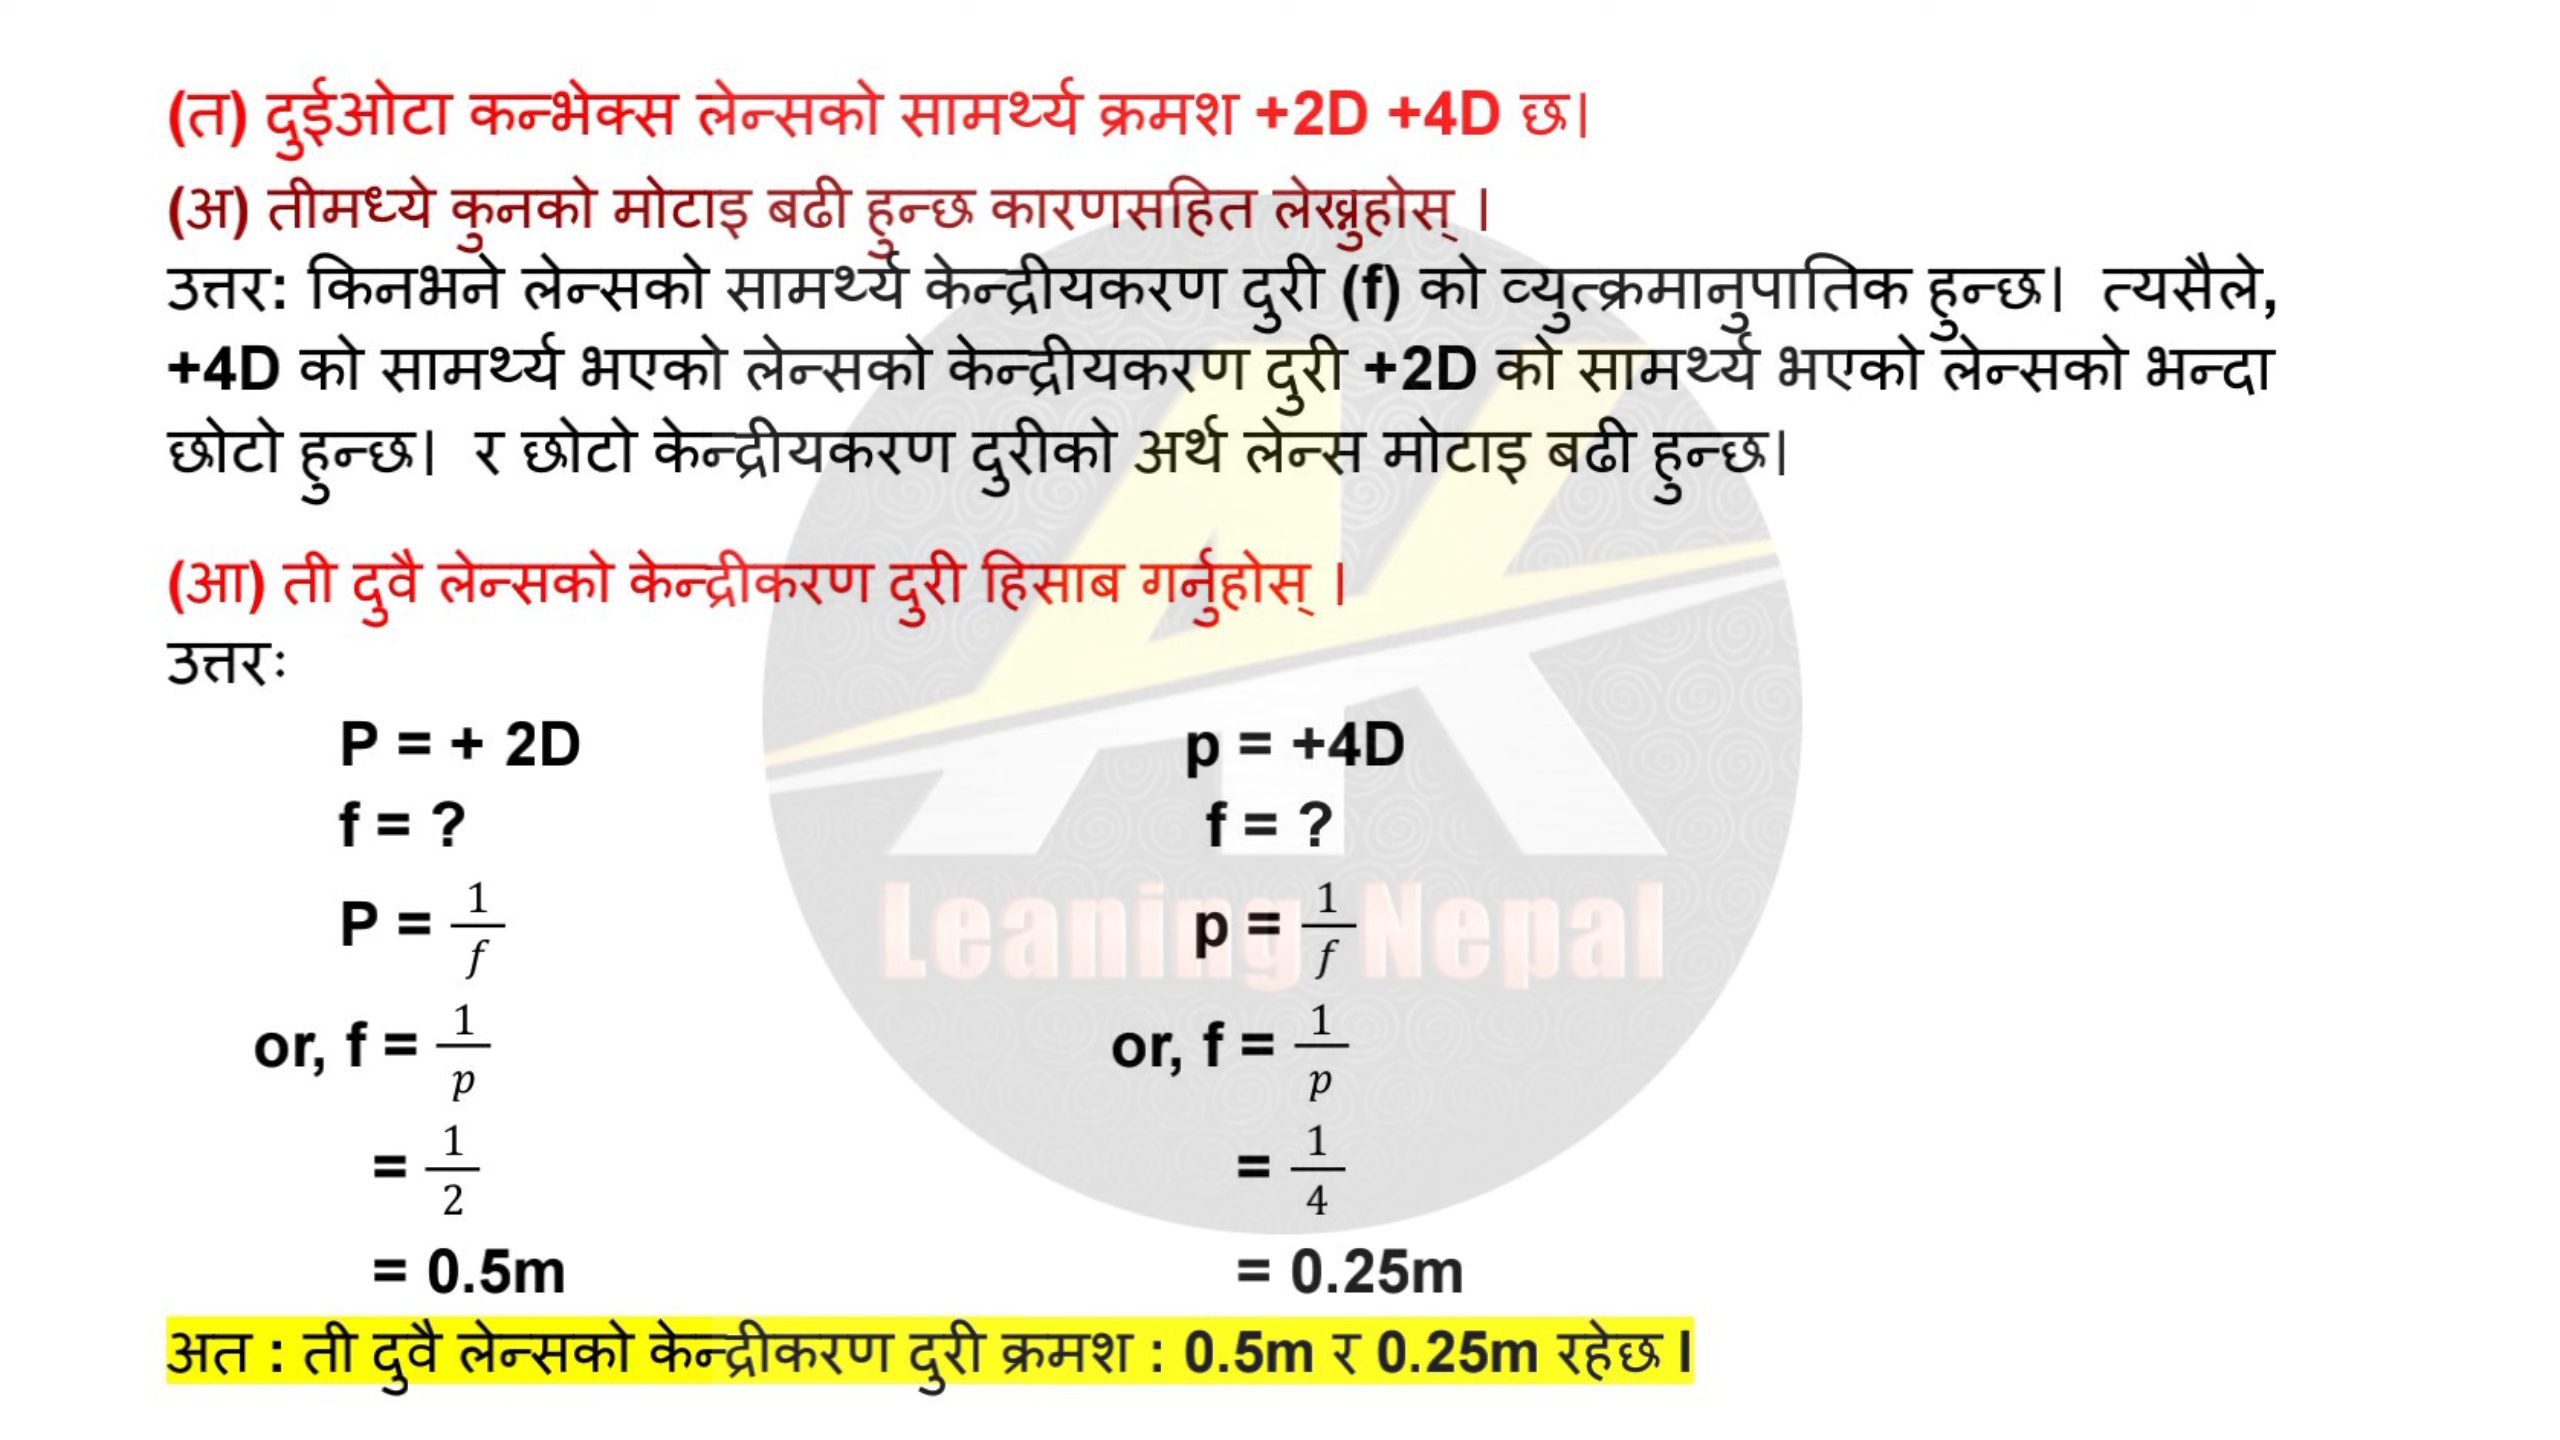 (त) दुईओटा कन्भेक्स लेन्सको सामर्थ्य क्रमश +2D +4D छ।
(अ) तीमध्ये कुनको मोटाइ बढी हुन्छ कारणसहित लेख्नुहोस् ।
उत्तर: किनभने लेन्सको सामर्थ्य केन्द्रीयकरण दुरी (f) को व्युत्क्रमानुपातिक हुन्छ। त्यसैले,
+4D को सामर्थ्य भएको लेन्सको केन्द्रीयकरण दुरी +2D को सामर्थ्य भएको लेन्सको भन्दा
छोटो हुन्छ। र छोटो केन्द्रीयकरण दुरीको अर्थ लेन्स मोटाइ बढी हुन्छ।
(आ) ती दुवै लेन्सको केन्द्रीकरण दुरी हिसाब गर्नुहोस् ।
उत्तरः
P = + 2D
f = ?
P = 1/f
or, f = 1/p
= 1/2
= 0.5m
p = +4D
f = ?
p = 1/f
or, f = 1/p
= 1/4
= 0.25m
अत : ती दुवै लेन्सको केन्द्रीकरण दुरी क्रमश : 0.5m र 0.25m रहेछ ।
AK
Leaning Nepal